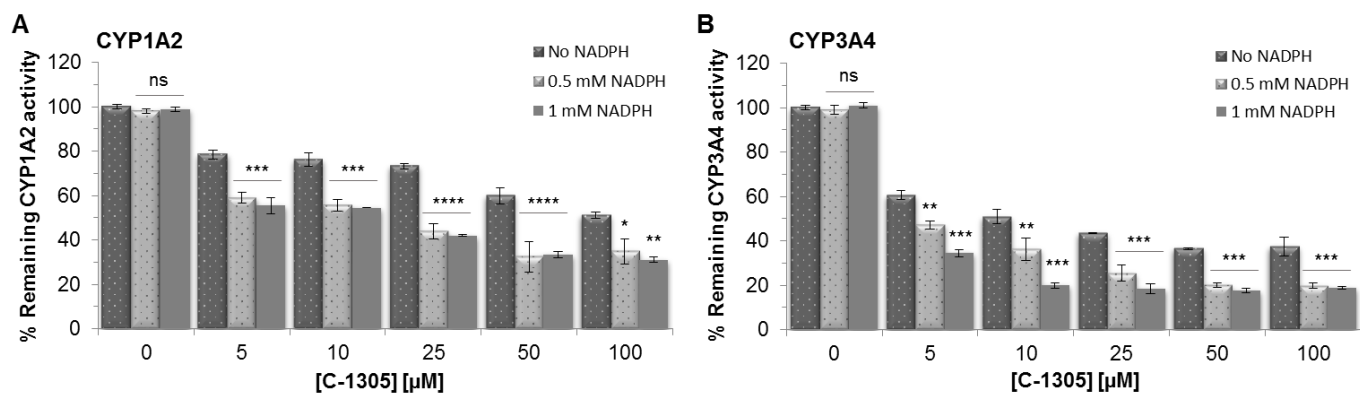 A
CYP1A2
% Remaining CYP1A2 activity
120
100
80
60
40
20
0
ns
***
***
****
****
*
**
No NADPH
0.5 mM NADPH
1 mM NADPH
0 5 10 25 50 100
[C-1305] [µM]
B
CYP3A4
% Remaining CYP3A4 activity
120
100
80
60
40
20
0
ns
**
***
**
***
***
***
***
No NADPH
0.5 mM NADPH
1 mM NADPH
0 5 10 25 50 100
[C-1305] [µM]